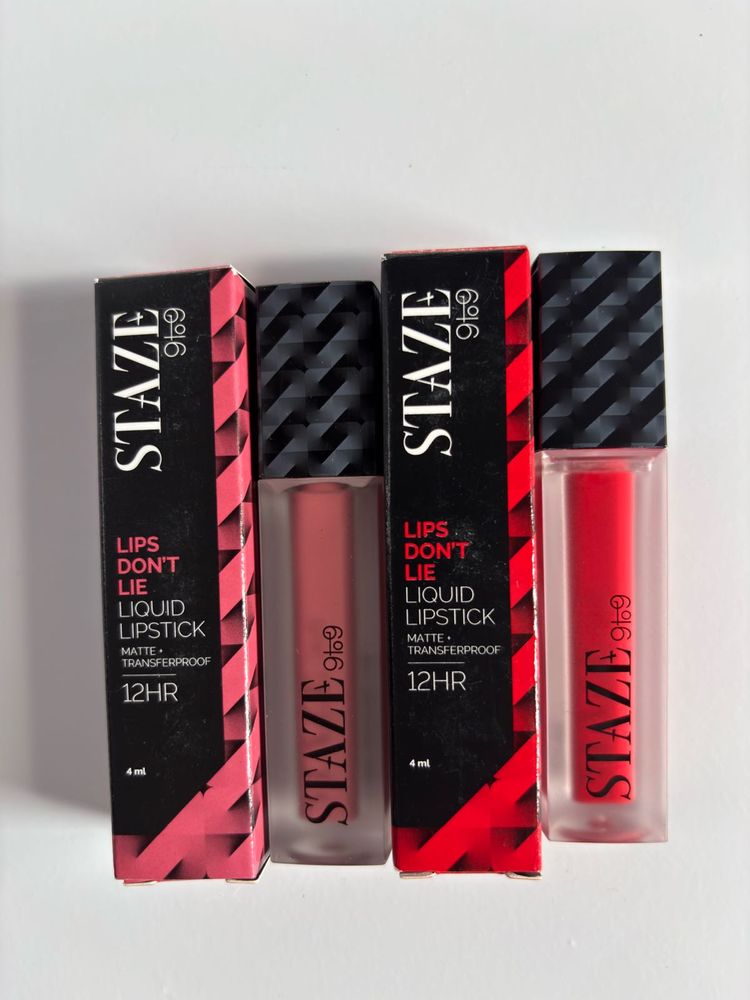 STAZE
9to9
LIPS
DON'T
LIE
LIQUID
LIPSTICK
MATTE +
TRANSFERPROOF
12HR
4 ml
STAZE
9to9
STAZE
9to9
LIPS
DON'T
LIE
LIQUID
LIPSTICK
MATTE +
TRANSFERPROOF
12HR
4 ml
STAZE
9to9